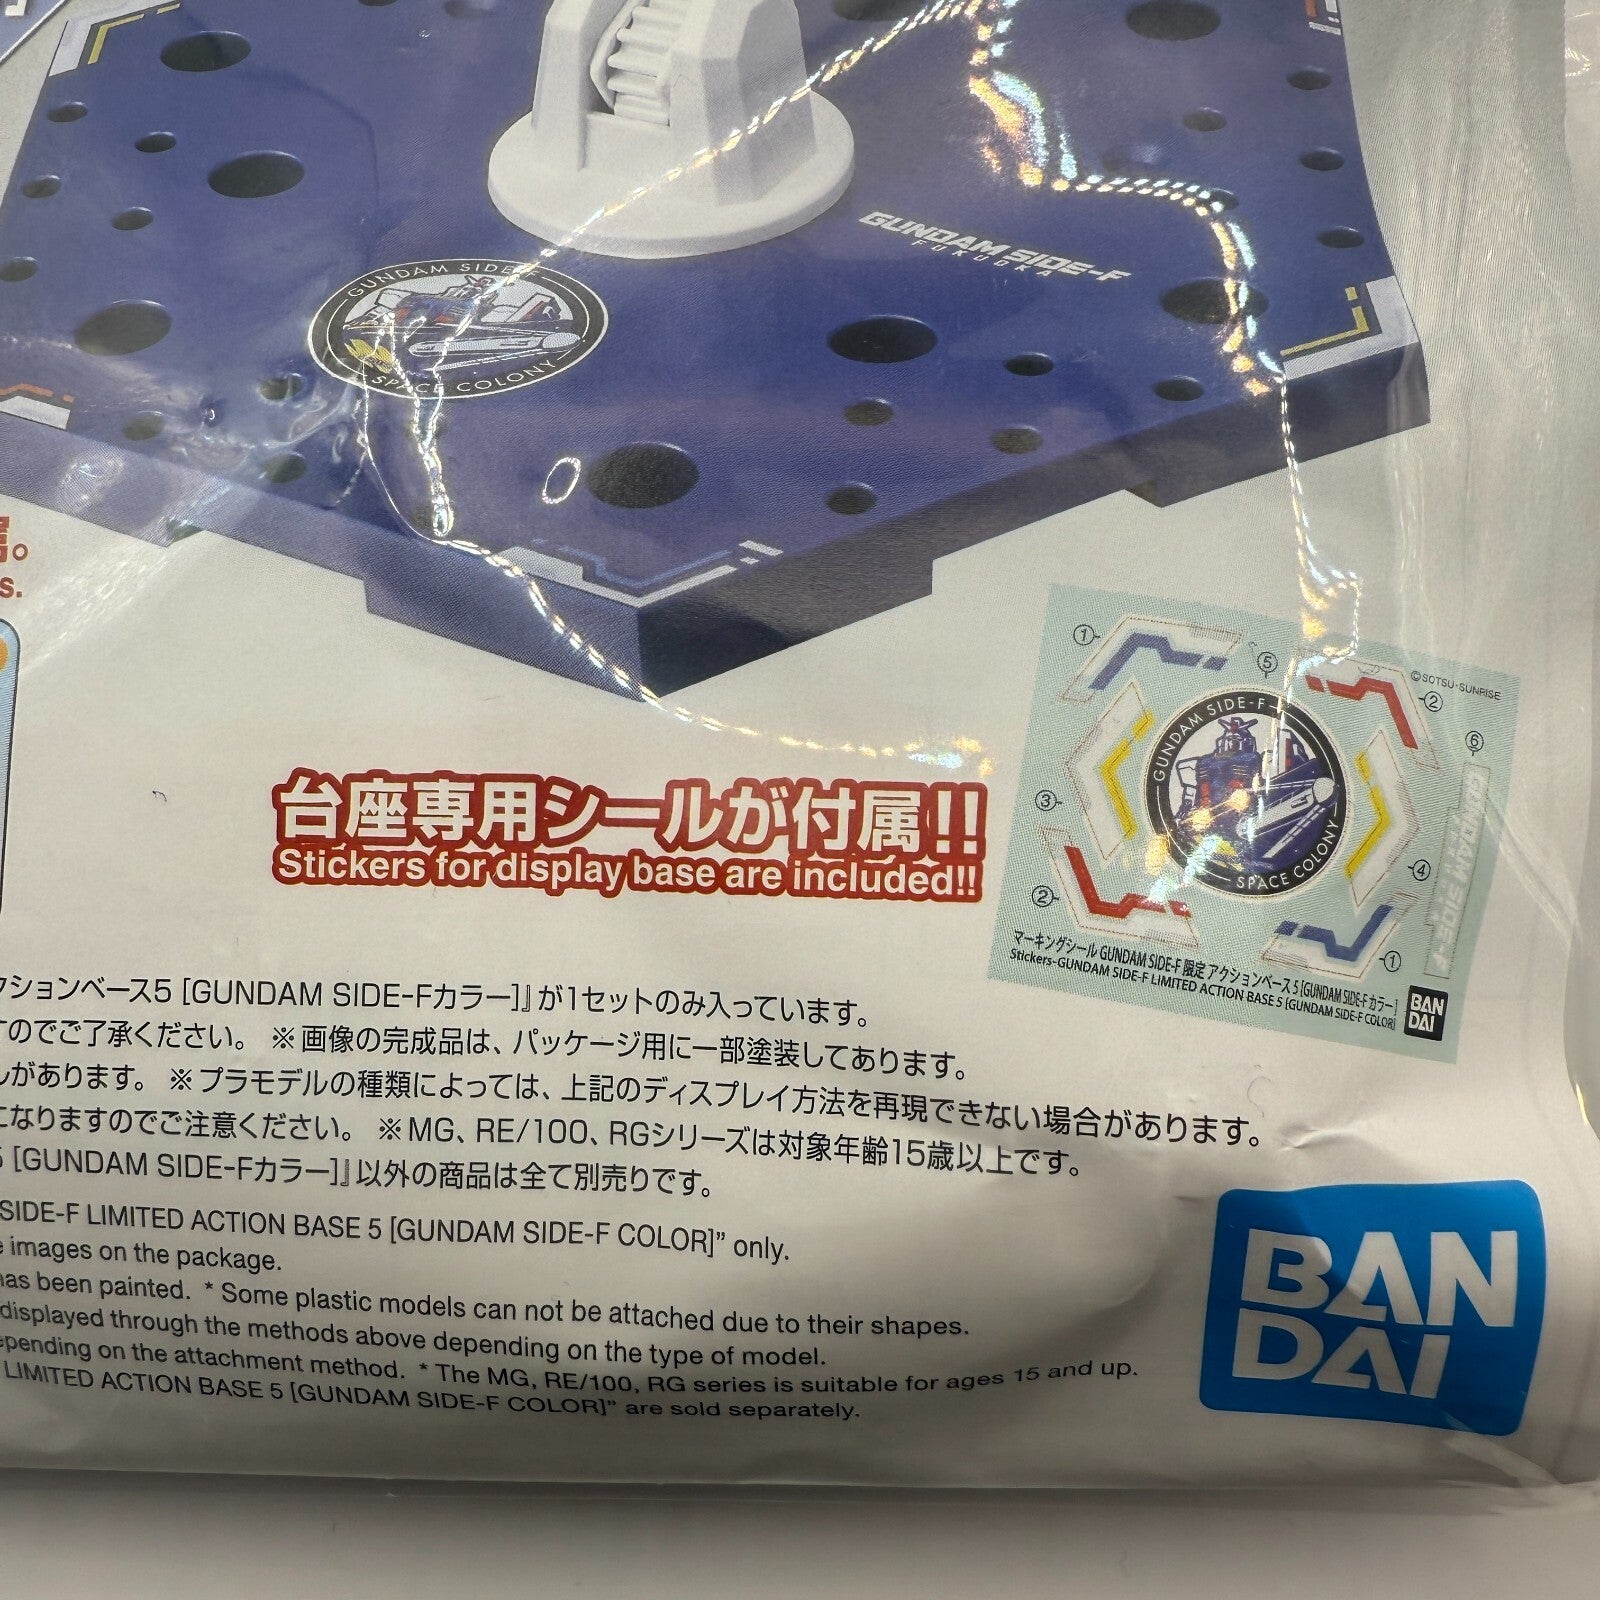 GUNDAM SIDE-F
FUKUOKA
GUNDAM SIDE-F
SPACE COLONY
。
s.
台座専用シールが付属!!
Stickers for display base are included!!
①
⑤
©SOTSU・SUNRISE
②
⑥
③
GUNDAM SIDE-F
SPACE COLONY
④
②
①
GUNDAM SIDE-F
マーキングシール GUNDAM SIDE-F 限定 アクションベース5 [GUNDAM SIDE-Fカラー]
Stickers-GUNDAM SIDE-F LIMITED ACTION BASE 5 [GUNDAM SIDE-F COLOR]
BAN
DAI
クションベース5 [GUNDAM SIDE-Fカラー]』が1セットのみ入っています。
すのでご了承ください。 ※画像の完成品は、パッケージ用に一部塗装してあります。
があります。 ※プラモデルの種類によっては、上記のディスプレイ方法を再現できない場合があります。
になりますのでご注意ください。 ※MG、RE/100、RGシリーズは対象年齢15歳以上です。
5 [GUNDAM SIDE-Fカラー]』以外の商品は全て別売りです。
SIDE-F LIMITED ACTION BASE 5 [GUNDAM SIDE-F COLOR]” only.
e images on the package.
has been painted. * Some plastic models can not be attached due to their shapes.
displayed through the methods above depending on the type of model.
epending on the attachment method. * The MG, RE/100, RG series is suitable for ages 15 and up.
LIMITED ACTION BASE 5 [GUNDAM SIDE-F COLOR]” are sold separately.
BAN
DAI